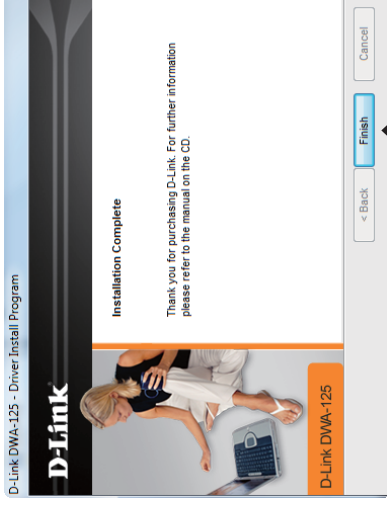 D-Link DWA-125 - Driver Install Program
D-Link
Installation Complete
Thank you for purchasing D-Link. For further information
please refer to the manual on the CD.
D-Link DWA-125
< Back
Finish
Cancel